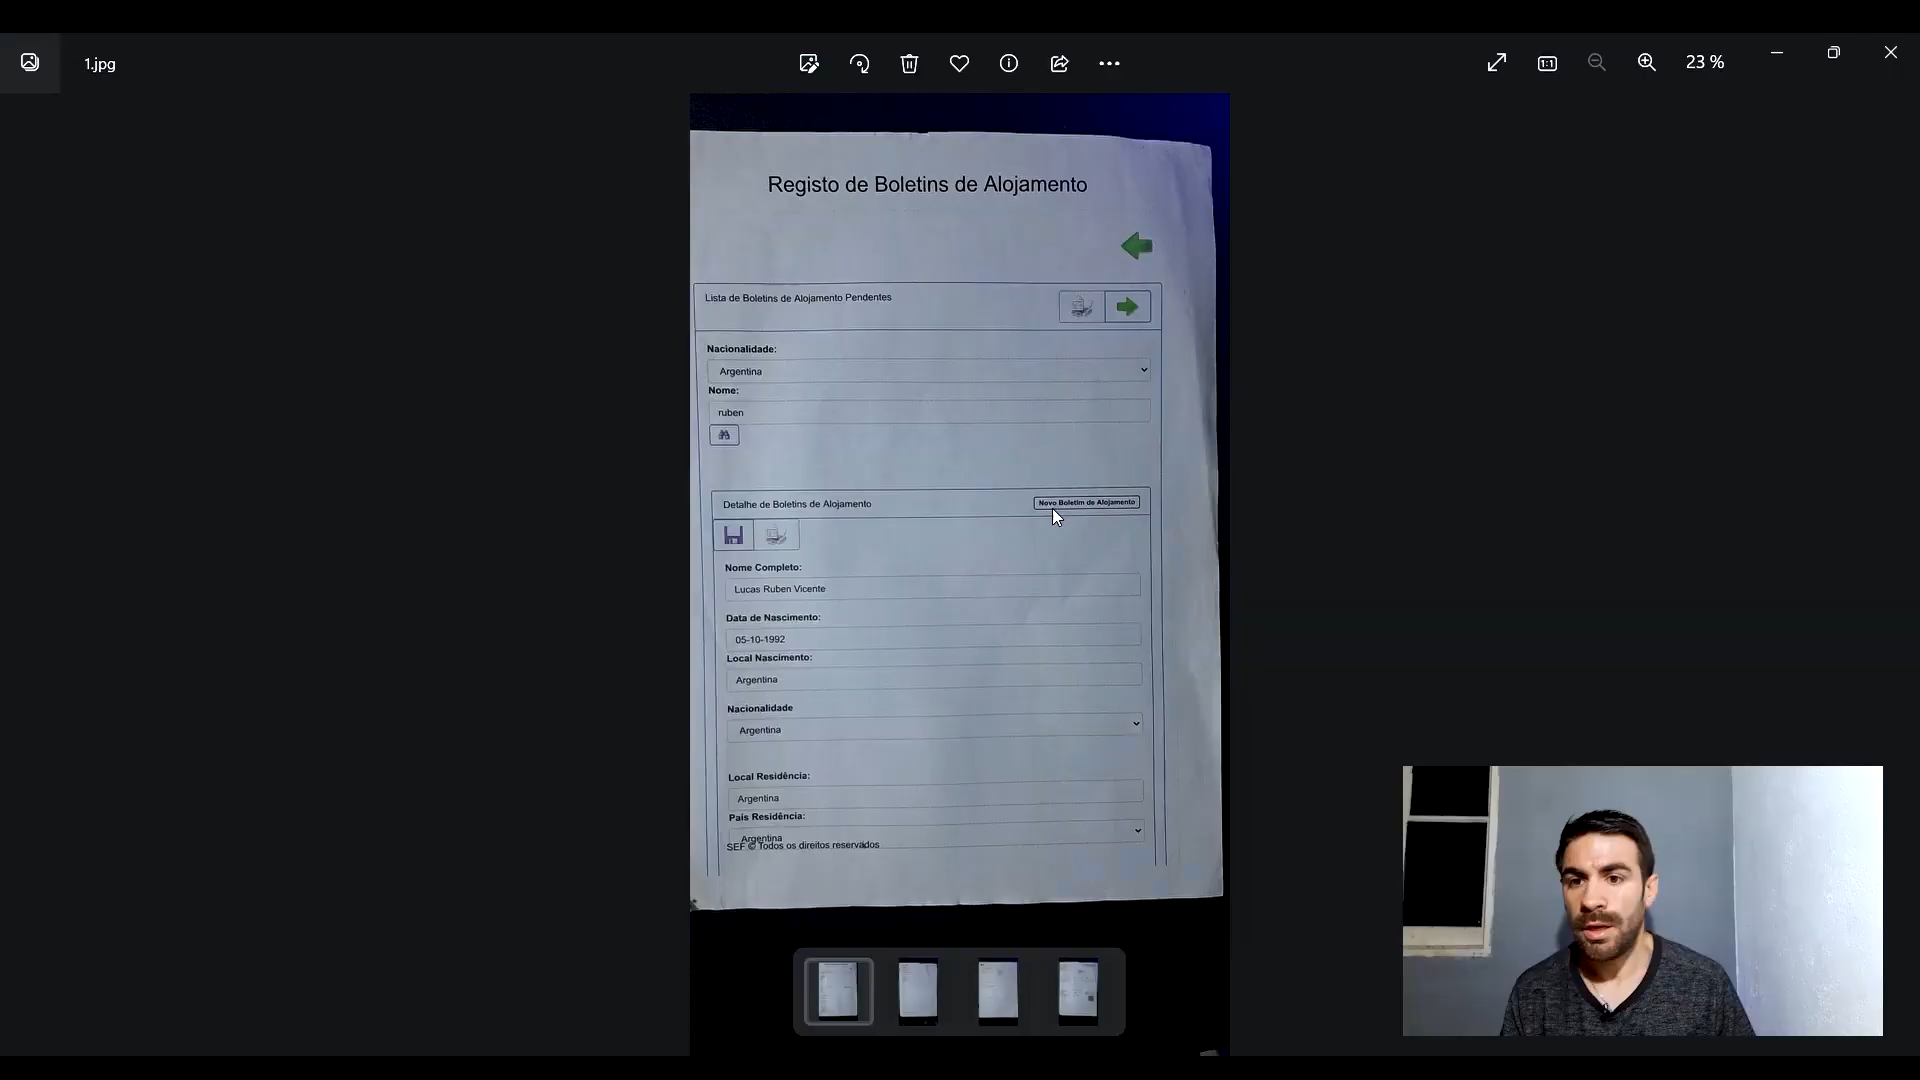 1.jpg
23 %
Registo de Boletins de Alojamento
Lista de Boletins de Alojamento Pendentes
Nacionalidade:
Argentina
Nome:
ruben
Detalhe de Boletins de Alojamento
Novo Boletim de Alojamento
Nome Completo:
Lucas Ruben Vicente
Data de Nascimento:
05-10-1992
Local Nascimento:
Argentina
Nacionalidade
Argentina
Local Residência:
Argentina
País Residência:
Argentina
SEF © Todos os direitos reservados